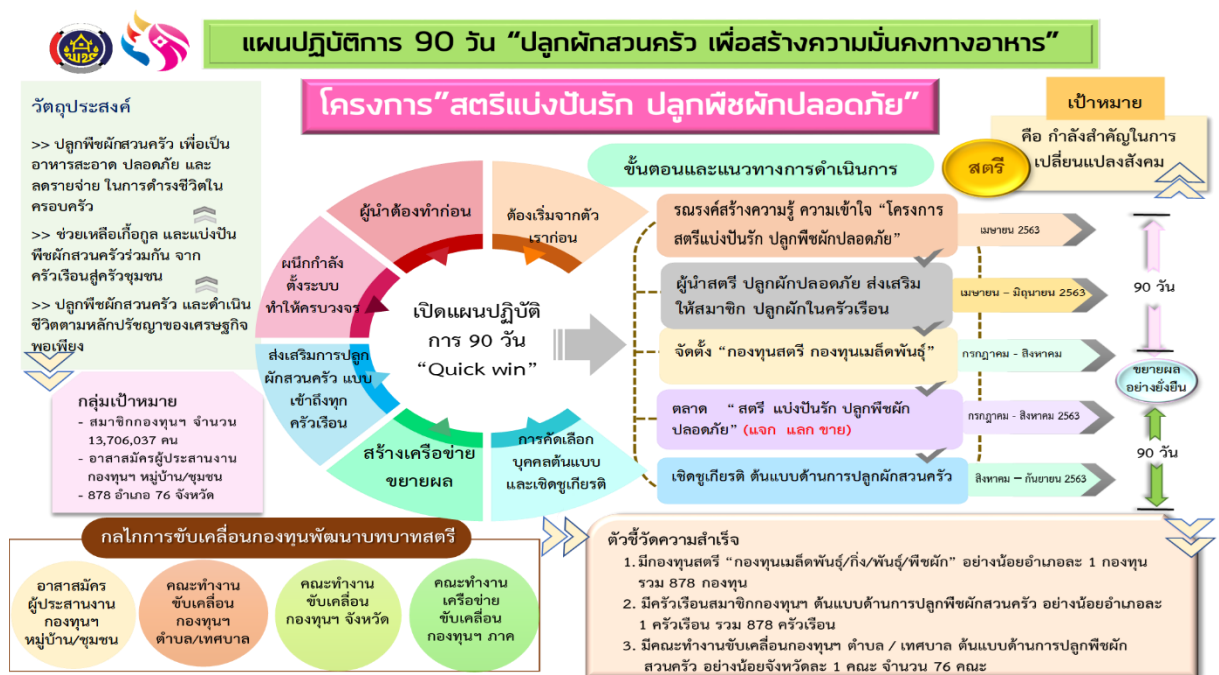 แผนปฏิบัติการ 90 วัน “ปลูกผักสวนครัว เพื่อสร้างความมั่นคงทางอาหาร”
โครงการ”สตรีแบ่งปันรัก ปลูกพืชผักปลอดภัย”
วัตถุประสงค์
>> ปลูกพืชผักสวนครัว เพื่อเป็น
อาหารสะอาด ปลอดภัย และ
ลดรายจ่าย ในการดำรงชีวิตใน
ครอบครัว
>> ช่วยเหลือเกื้อกูล และแบ่งปัน
พืชผักสวนครัวร่วมกัน จาก
ครัวเรือนสู่ครัวชุมชน
>> ปลูกพืชผักสวนครัว และดำเนิน
ชีวิตตามหลักปรัชญาของเศรษฐกิจ
พอเพียง
กลุ่มเป้าหมาย
- สมาชิกกองทุนฯ จำนวน
13,706,037 คน
- อาสาสมัครผู้ประสานงาน
กองทุนฯ หมู่บ้าน/ชุมชน
- 878 อำเภอ 76 จังหวัด
ผู้นำต้องทำก่อน
ต้องเริ่มจากตัว
เราก่อน
ผนึกกำลัง
ตั้งระบบ
ทำให้ครบวงจร
ส่งเสริมการปลูก
ผักสวนครัว แบบ
เข้าถึงทุก
ครัวเรือน
สร้างเครือข่าย
ขยายผล
การคัดเลือก
บุคคลต้นแบบ
และเชิดชูเกียรติ
เปิดแผนปฏิบัติ
การ 90 วัน
“Quick win”
เป้าหมาย
สตรี
คือ กำลังสำคัญในการ
เปลี่ยนแปลงสังคม
ขั้นตอนและแนวทางการดำเนินการ
รณรงค์สร้างความรู้ ความเข้าใจ “โครงการ
สตรีแบ่งปันรัก ปลูกพืชผักปลอดภัย”
เมษายน 2563
ผู้นำสตรี ปลูกผักปลอดภัย ส่งเสริม
ให้สมาชิก ปลูกผักในครัวเรือน
เมษายน – มิถุนายน 2563
จัดตั้ง “กองทุนสตรี กองทุนเมล็ดพันธุ์”
กรกฎาคม - สิงหาคม
ตลาด “ สตรี แบ่งปันรัก ปลูกพืชผัก
ปลอดภัย” (แจก แลก ขาย)
กรกฎาคม - สิงหาคม 2563
เชิดชูเกียรติ ต้นแบบด้านการปลูกผักสวนครัว
สิงหาคม – กันยายน 2563
90 วัน
ขยายผล
อย่างยั่งยืน
90 วัน
กลไกการขับเคลื่อนกองทุนพัฒนาบทบาทสตรี
อาสาสมัคร
ผู้ประสานงาน
กองทุนฯ
หมู่บ้าน/ชุมชน
คณะทำงาน
ขับเคลื่อน
กองทุนฯ
ตำบล/เทศบาล
คณะทำงาน
ขับเคลื่อน
กองทุนฯ จังหวัด
คณะทำงาน
เครือข่าย
ขับเคลื่อน
กองทุนฯ ภาค
ตัวชี้วัดความสำเร็จ
1. มีกองทุนสตรี “กองทุนเมล็ดพันธุ์/กิ่ง/พันธุ์/พืชผัก” อย่างน้อยอำเภอละ 1 กองทุน
รวม 878 กองทุน
2. มีครัวเรือนสมาชิกกองทุนฯ ต้นแบบด้านการปลูกพืชผักสวนครัว อย่างน้อยอำเภอละ
1 ครัวเรือน รวม 878 ครัวเรือน
3. มีคณะทำงานขับเคลื่อนกองทุนฯ ตำบล / เทศบาล ต้นแบบด้านการปลูกพืชผัก
สวนครัว อย่างน้อยจังหวัดละ 1 คณะ จำนวน 76 คณะ